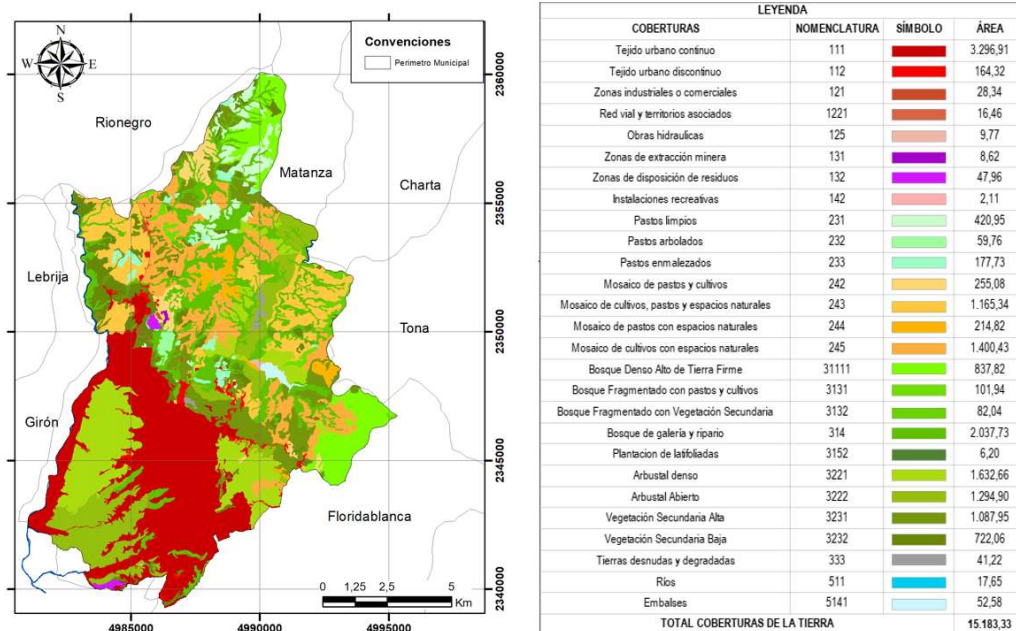 N
W E
S
Convenciones
Perimetro Municipal
Rionegro
Matanza
Charta
Lebrija
Tona
Girón
Floridablanca
0 1,25 2,5 5
Km
4985000 4990000 4995000
2360000
2355000
2350000
2345000
2340000
LEYENDA
COBERTURAS NOMENCLATURA SÍMBOLO ÁREA
Tejido urbano continuo 111 3.296,91
Tejido urbano discontinuo 112 164,32
Zonas industriales o comerciales 121 28,34
Red vial y territorios asociados 1221 16,46
Obras hidraulicas 125 9,77
Zonas de extracción minera 131 8,62
Zonas de disposición de residuos 132 47,96
Instalaciones recreativas 142 2,11
Pastos limpios 231 420,95
Pastos arbolados 232 59,76
Pastos enmalezados 233 177,73
Mosaico de pastos y cultivos 242 255,08
Mosaico de cultivos, pastos y espacios naturales 243 1.165,34
Mosaico de pastos con espacios naturales 244 214,82
Mosaico de cultivos con espacios naturales 245 1.400,43
Bosque Denso Alto de Tierra Firme 31111 837,82
Bosque Fragmentado con pastos y cultivos 3131 101,94
Bosque Fragmentado con Vegetación Secundaria 3132 82,04
Bosque de galería y ripario 314 2.037,73
Plantacion de latifoliadas 3152 6,20
Arbustal denso 3221 1.632,66
Arbustal Abierto 3222 1.294,90
Vegetación Secundaria Alta 3231 1.087,95
Vegetación Secundaria Baja 3232 722,06
Tierras desnudas y degradadas 333 41,22
Ríos 511 17,65
Embalses 5141 52,58
TOTAL COBERTURAS DE LA TIERRA 15.183,33